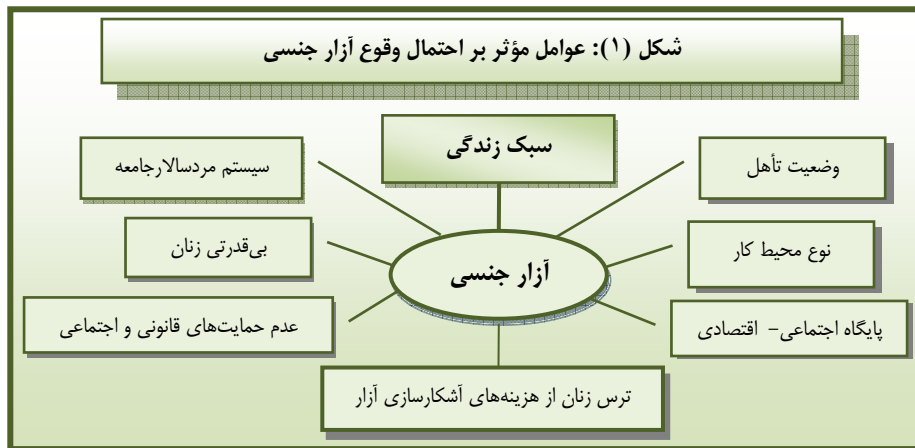 شکل (۱): عوامل مؤثر بر احتمال وقوع آزار جنسی
سبک زندگی
وضعیت تأهل
سیستم مردسالارجامعه
نوع محیط کار
بی‌قدرتی زنان
آزار جنسی
پایگاه اجتماعی- اقتصادی
عدم حمایت‌های قانونی و اجتماعی
ترس زنان از هزینه‌های آشکارسازی آزار